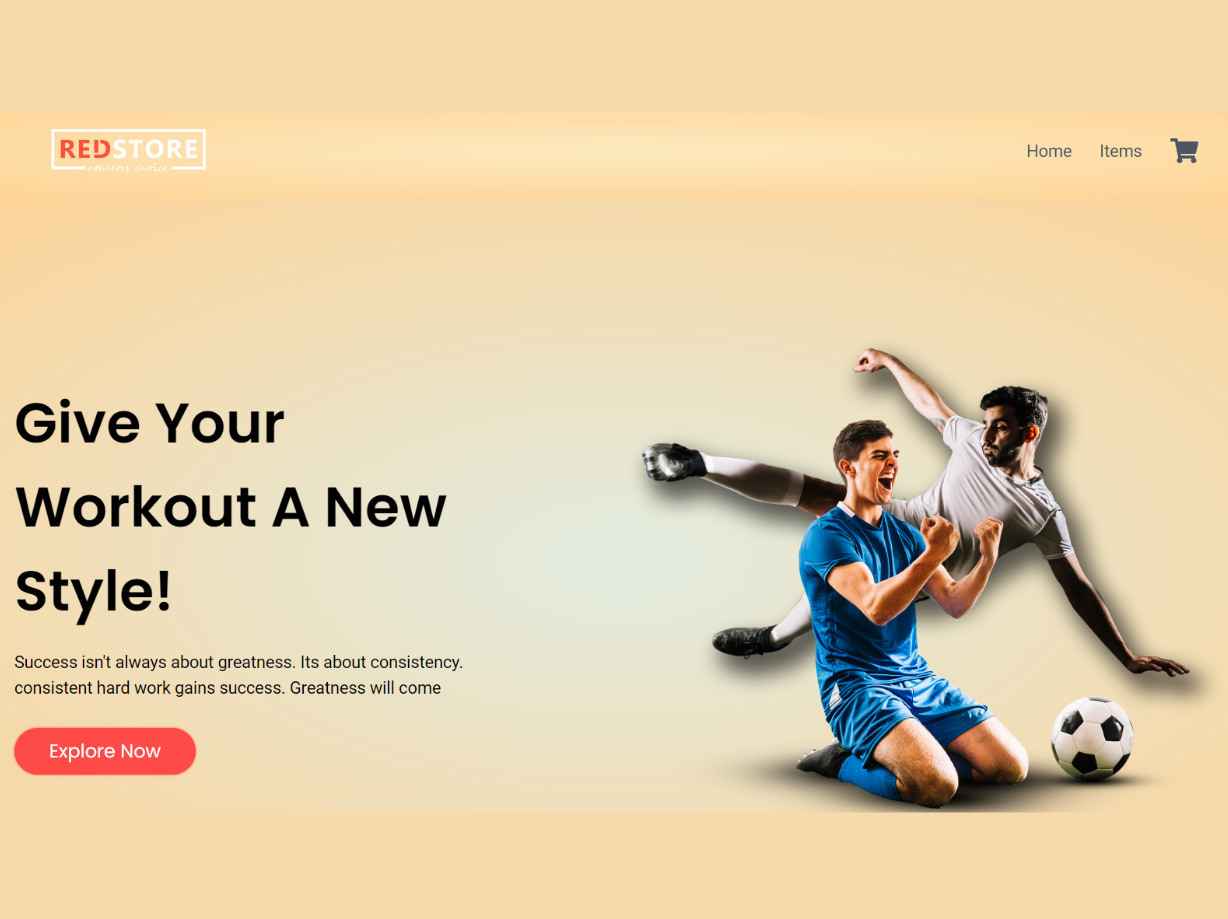 REDSTORE
athletes choice
Home Items
Give Your
Workout A New
Style!
Success isn't always about greatness. Its about consistency.
consistent hard work gains success. Greatness will come
Explore Now